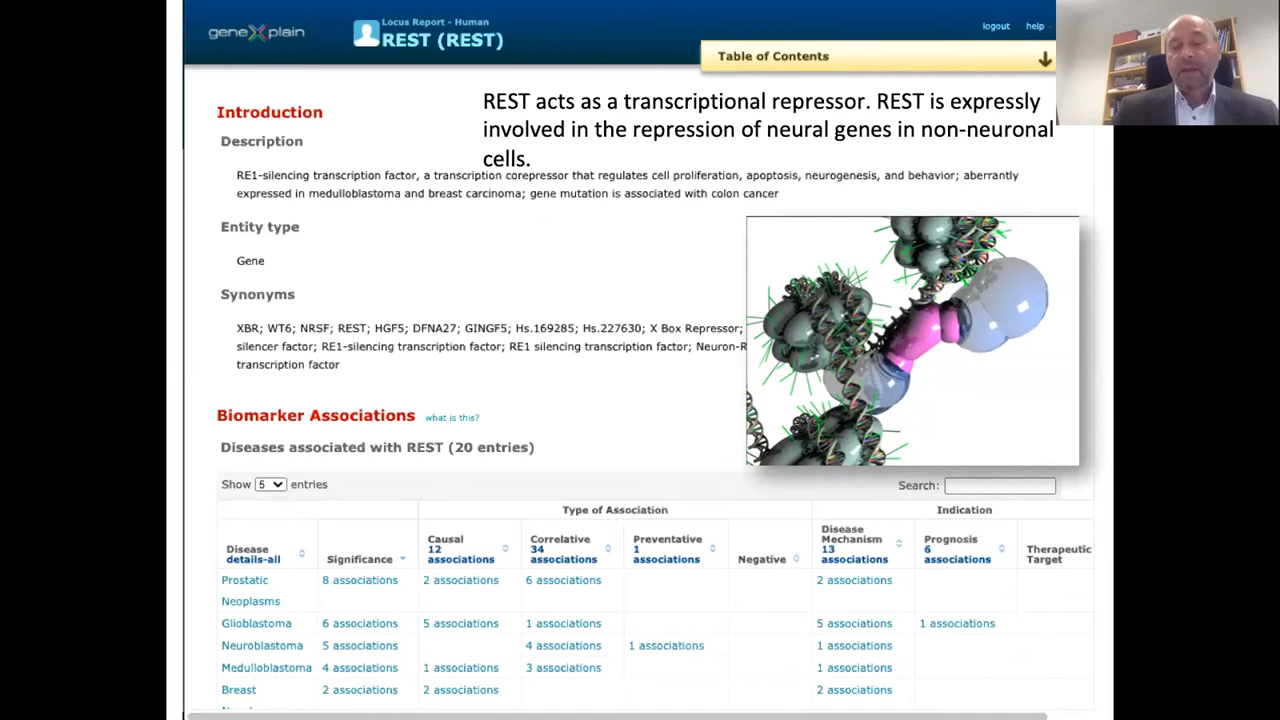 geneXplain
Locus Report - Human
REST (REST)
logout help
Table of Contents
REST acts as a transcriptional repressor. REST is expressly
involved in the repression of neural genes in non-neuronal
cells.
Introduction
Description
RE1-silencing transcription factor, a transcription corepressor that regulates cell proliferation, apoptosis, neurogenesis, and behavior; aberrantly
expressed in medulloblastoma and breast carcinoma; gene mutation is associated with colon cancer
Entity type
Gene
Synonyms
XBR; WT6; NRSF; REST; HGF5; DFNA27; GINGF5; Hs.169285; Hs.227630; X Box Repressor;
silencer factor; RE1-silencing transcription factor; RE1 silencing transcription factor; Neuron-R
transcription factor
Biomarker Associations what is this?
Diseases associated with REST (20 entries)
Show 5 entries
Search:
Type of Association Indication
Disease details-all Significance Causal 12 associations Correlative 34 associations Preventative 1 associations Negative Disease Mechanism 13 associations Prognosis 6 associations Therapeutic Target
Prostatic Neoplasms 8 associations 2 associations 6 associations 2 associations
Glioblastoma 6 associations 5 associations 1 associations 5 associations 1 associations
Neuroblastoma 5 associations 4 associations 1 associations 1 associations
Medulloblastoma 4 associations 1 associations 3 associations 1 associations
Breast 2 associations 2 associations 2 associations